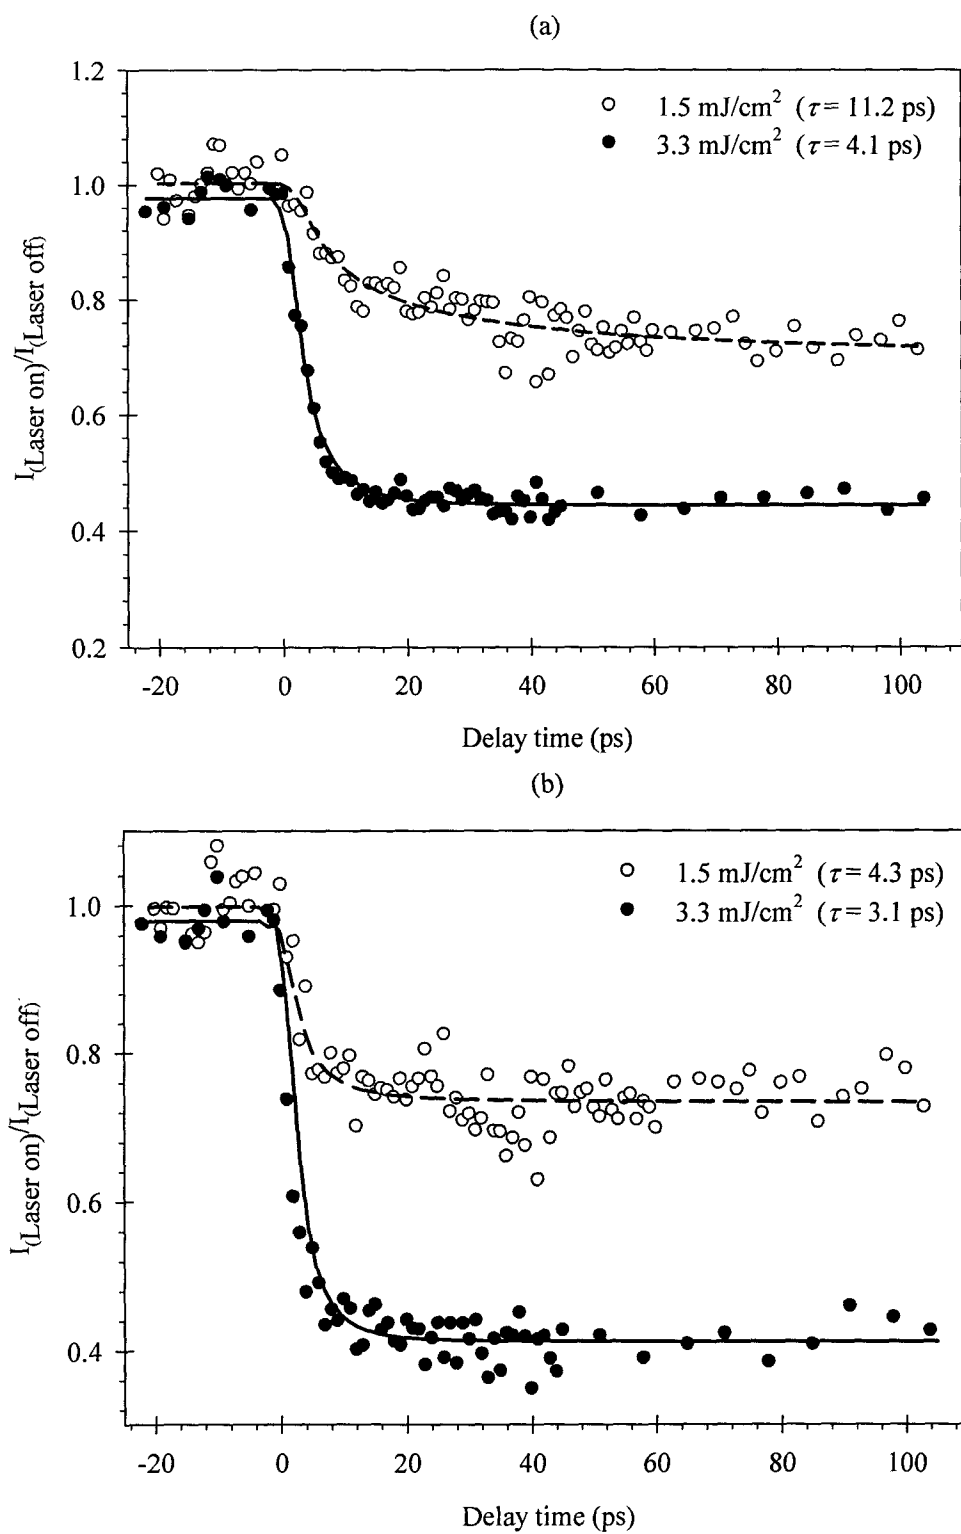 (a)
1.2
1.0
0.8
0.6
0.4
0.2
I(Laser on)/I(Laser off)
○ 1.5 mJ/cm² (τ = 11.2 ps)
● 3.3 mJ/cm² (τ = 4.1 ps)
-20 0 20 40 60 80 100
Delay time (ps)
(b)
1.0
0.8
0.6
0.4
I(Laser on)/I(Laser off)
○ 1.5 mJ/cm² (τ = 4.3 ps)
● 3.3 mJ/cm² (τ = 3.1 ps)
-20 0 20 40 60 80 100
Delay time (ps)